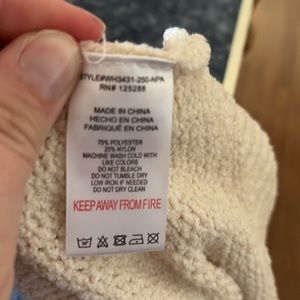 STYLE#WH3431-250-NPA
RN# 125288
MADE IN CHINA
HECHO EN CHINA
FABRIQUÉ EN CHINA
75% POLYESTER
25% NYLON
MACHINE WASH COLD WITH
LIKE COLORS
DO NOT BLEACH
DO NOT TUMBLE DRY
LOW IRON IF NEEDED
DO NOT DRY CLEAN
KEEP AWAY FROM FIRE